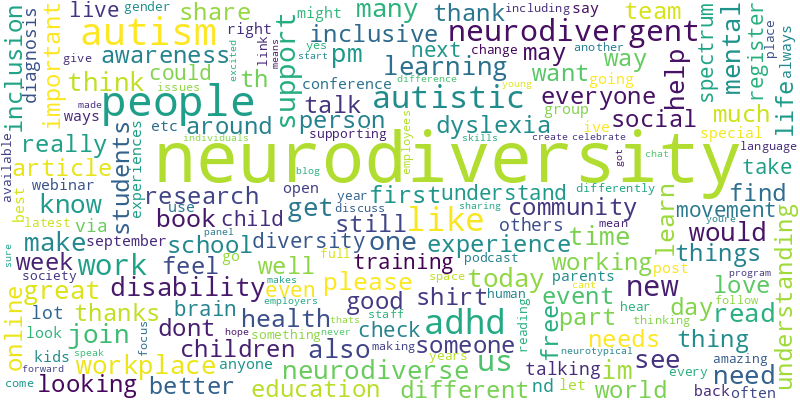 gender might including say
live share many thank right team
autism inclusive link yes change another place
diagnosis give excited start means neurodivergent
inclusion important awareness support pm next may way spectrum mental register always
think could th learning want help
made issues conference difference going young life
people talk autistic everyone
ways around person dyslexia group social much
available really etc supporting employees skills create ive celebrate special
students individuals neurodiversity got chat language
article experiences webinar blog differently take
best know research open year sharing first understand youre find
latest via use book child get discuss like community mean movement
september panel still others learn would
make school diversity one experience time things
week go full training podcast working post understanding
sure society work feel well space today parents program
great disability even please human event new love
online makes employers good shirt part hear cant follow day read
lot thanks brain health staff reading free thinking
look join dont something thats check adhd needs thing
focus hope never someone neurotypical see amazing
kids workplace children also making years us talking im every need
come speak anyone neurodiverse different nd let world back often
forward looking better education